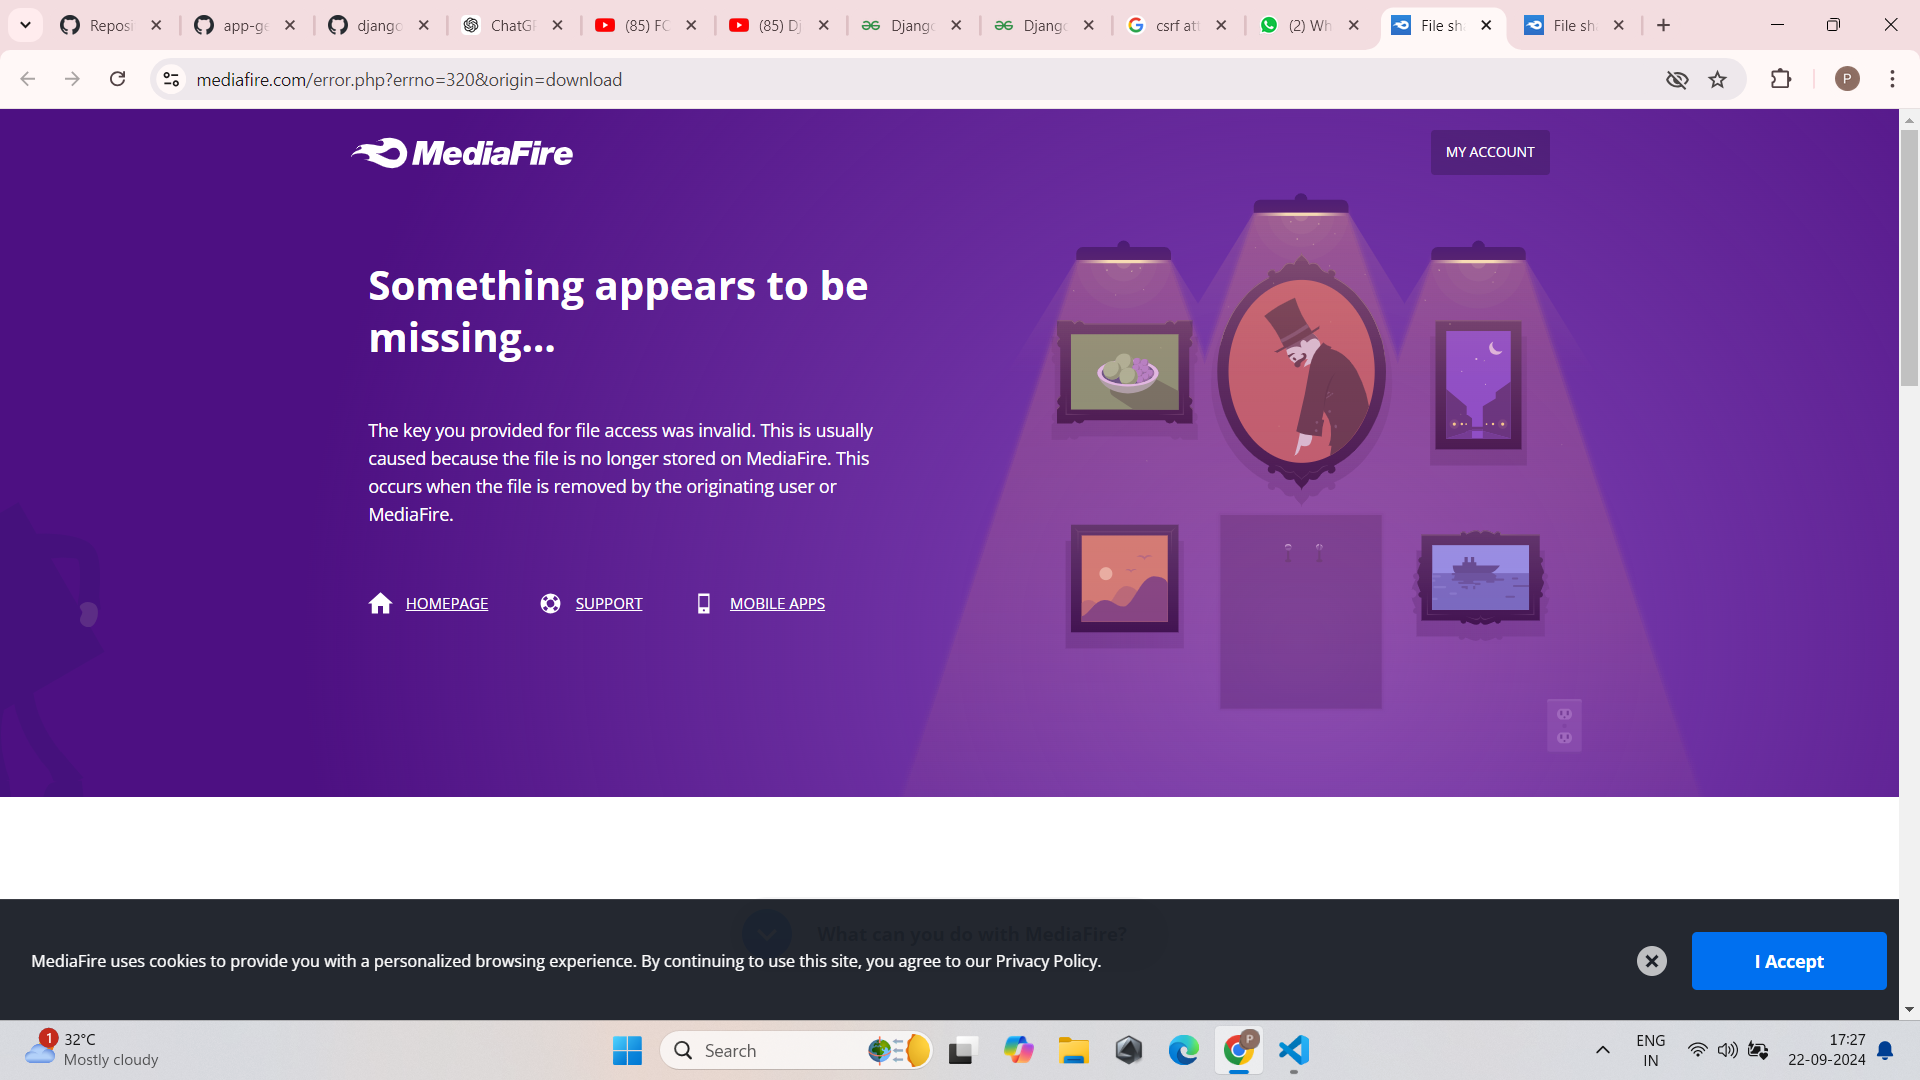 Reposi
app-ge
django
ChatGP
(85) FC
(85) Dj
Django
Django
csrf att
(2) Wh
File sha
File sha
mediafire.com/error.php?errno=320&origin=download
P
MediaFire
MY ACCOUNT
Something appears to be
missing...
The key you provided for file access was invalid. This is usually
caused because the file is no longer stored on MediaFire. This
occurs when the file is removed by the originating user or
MediaFire.
HOMEPAGE
SUPPORT
MOBILE APPS
What can you do with MediaFire?
MediaFire uses cookies to provide you with a personalized browsing experience. By continuing to use this site, you agree to our Privacy Policy.
I Accept
1
32°C
Mostly cloudy
Search
P
ENG
IN
17:27
22-09-2024